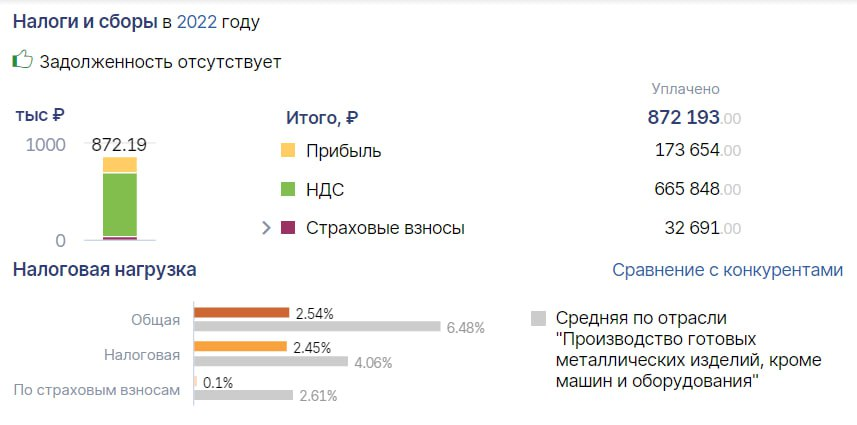 Налоги и сборы в 2022 году
Задолженность отсутствует
Уплачено
тыс ₽
Итого, ₽
872 193.00
1000
872.19
Прибыль
173 654.00
НДС
665 848.00
0
Страховые взносы
32 691.00
Налоговая нагрузка
Сравнение с конкурентами
Общая
2.54%
6.48%
Налоговая
2.45%
4.06%
По страховым взносам
0.1%
2.61%
Средняя по отрасли
"Производство готовых
металлических изделий, кроме
машин и оборудования"